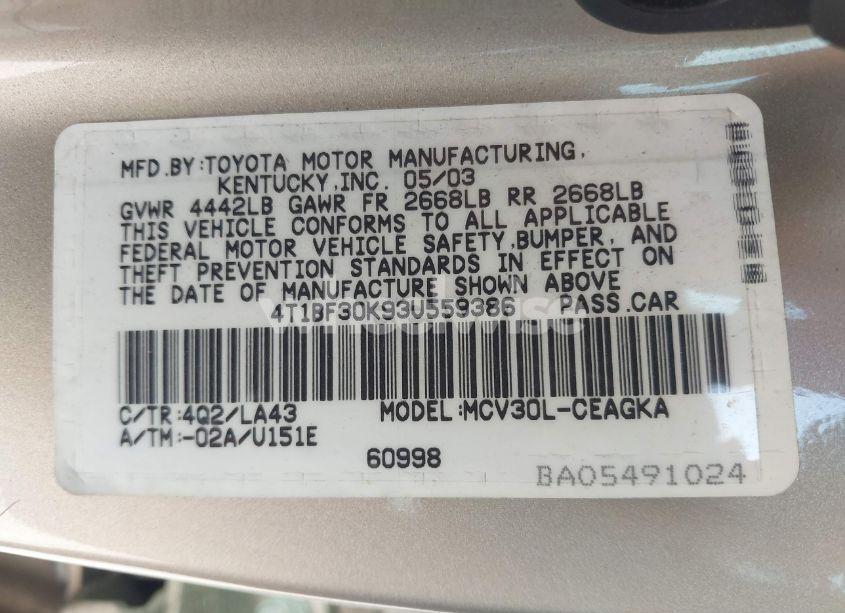 MFD.BY:TOYOTA MOTOR MANUFACTURING,
KENTUCKY,INC. 05/03
GVWR 4442LB GAWR FR 2668LB RR 2668LB
THIS VEHICLE CONFORMS TO ALL APPLICABLE
FEDERAL MOTOR VEHICLE SAFETY,BUMPER, AND
THEFT PREVENTION STANDARDS IN EFFECT ON
THE DATE OF MANUFACTURE SHOWN ABOVE
4T1BF30K93U559386 PASS.CAR
C/TR:4Q2/LA43 MODEL:MCV30L-CEAGKA
A/TM:-02A/U151E
60998
BA05491024